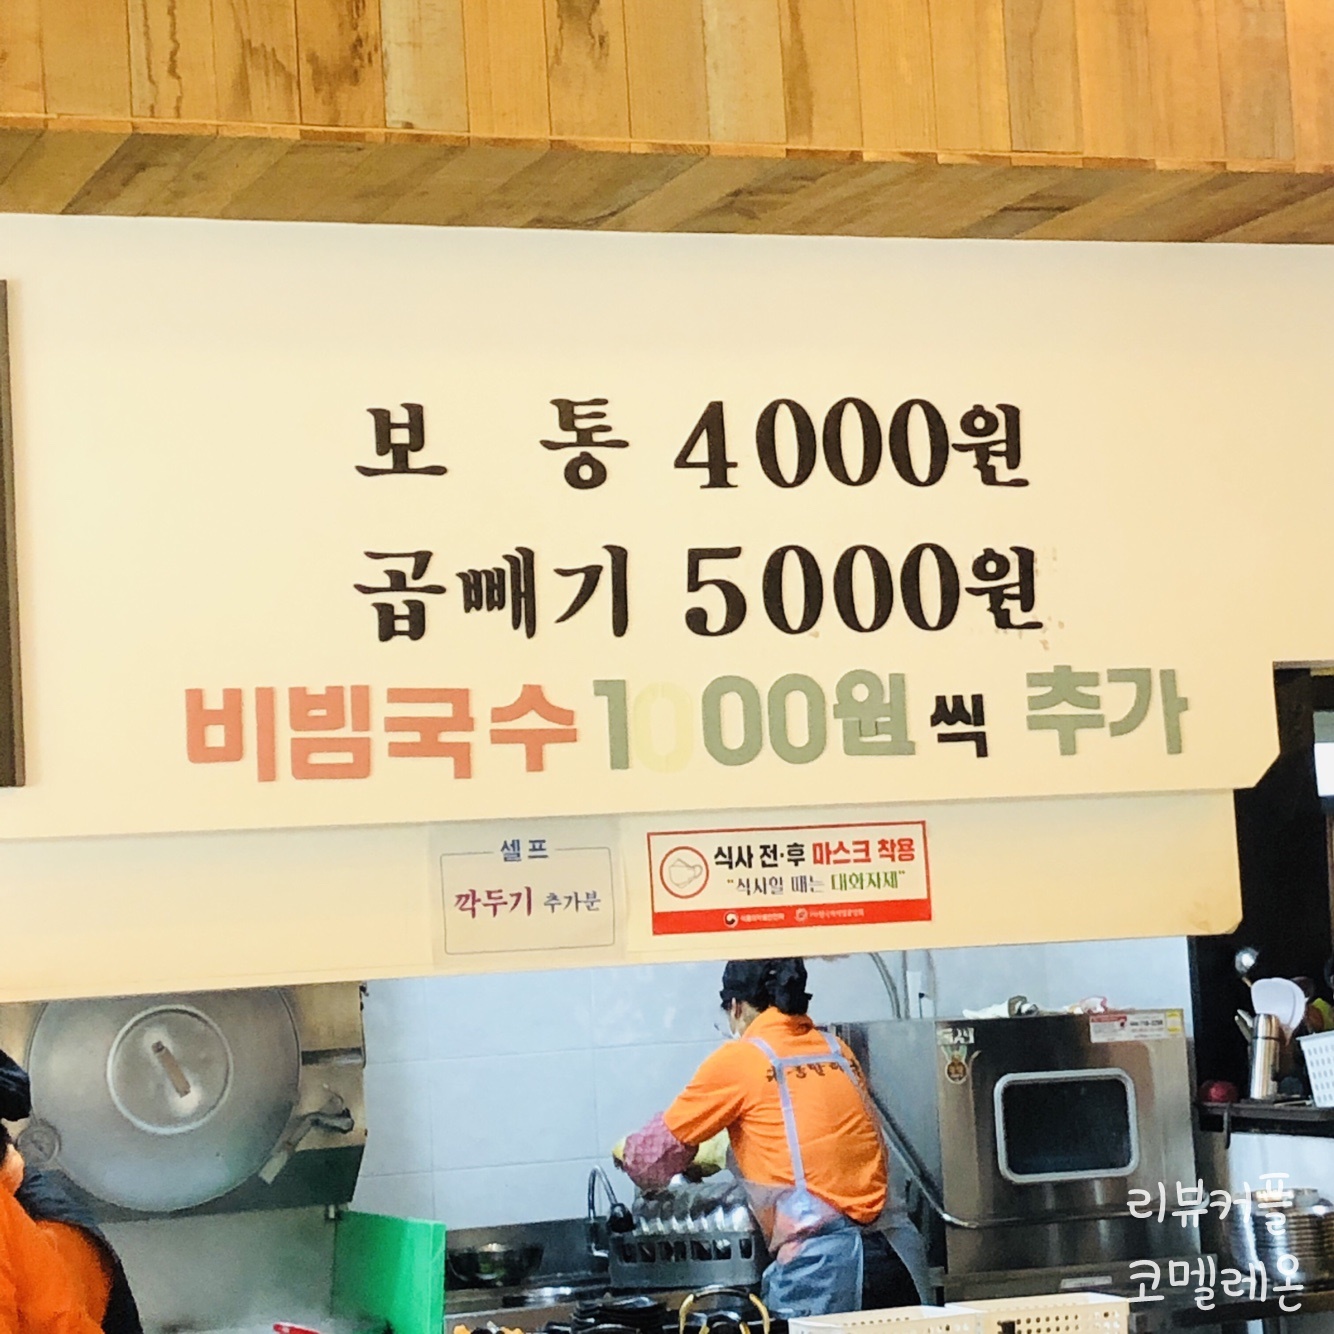 보 통 4000원
곱빼기 5000원
비빔국수 1000원 씩 추가
셀프
깍두기 추가분
식사 전·후 마스크 착용
"식사할 때는 대화자제"
리뷰커플
코멜레온